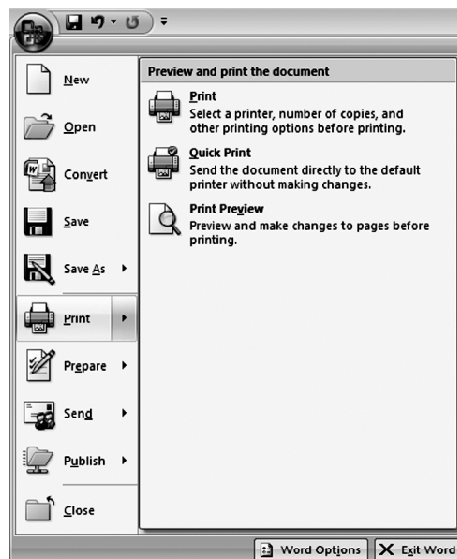 New
Open
Convert
Save
Save As
Print
Prepare
Send
Publish
Close
Preview and print the document
Print
Select a printer, number of copies, and
other printing options before printing.
Quick Print
Send the document directly to the default
printer without making changes.
Print Preview
Preview and make changes to pages before
printing.
Word Options
Exit Word